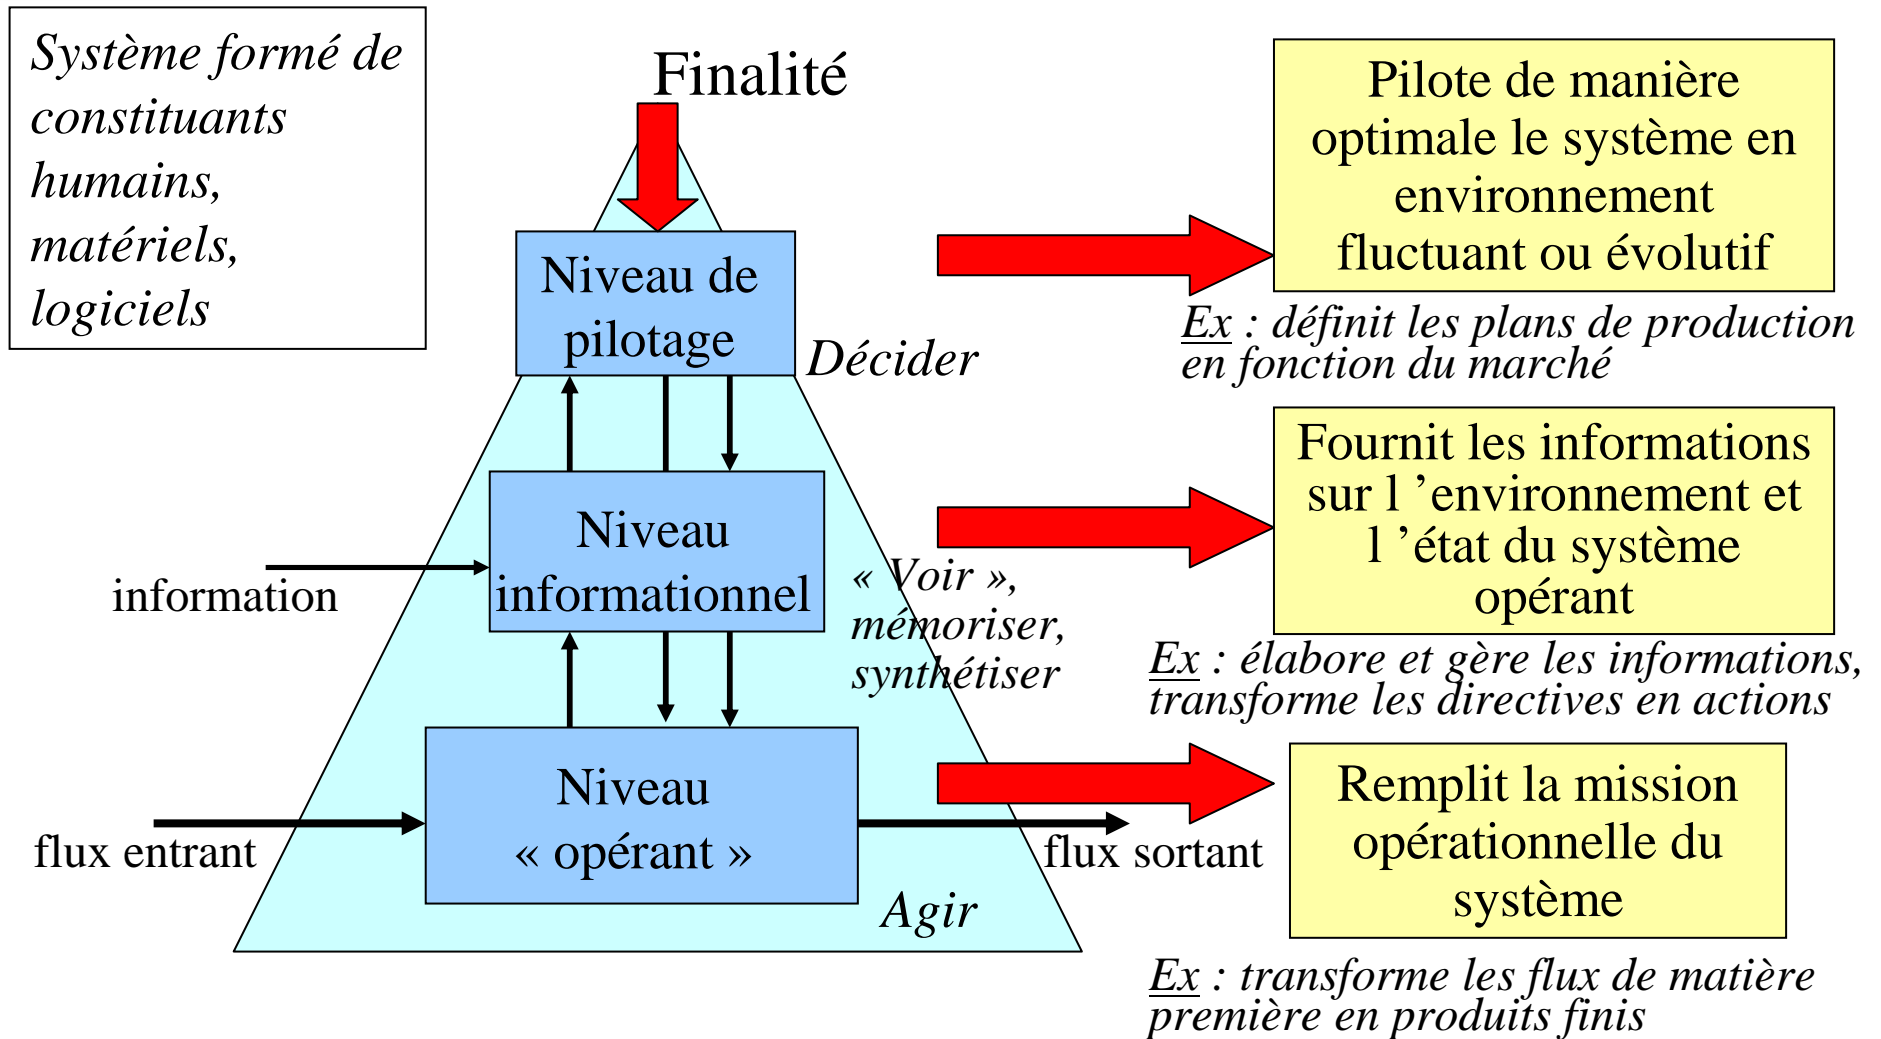 Système formé de
constituants
humains,
matériels,
logiciels
Finalité
Niveau de
pilotage
Décider
Pilote de manière
optimale le système en
environnement
fluctuant ou évolutif
Ex : définit les plans de production
en fonction du marché
information
Niveau
informationnel
« Voir »,
mémoriser,
synthétiser
Fournit les informations
sur l ’environnement et
l ’état du système
opérant
Ex : élabore et gère les informations,
transforme les directives en actions
flux entrant
Niveau
« opérant »
flux sortant
Agir
Remplit la mission
opérationnelle du
système
Ex : transforme les flux de matière
première en produits finis